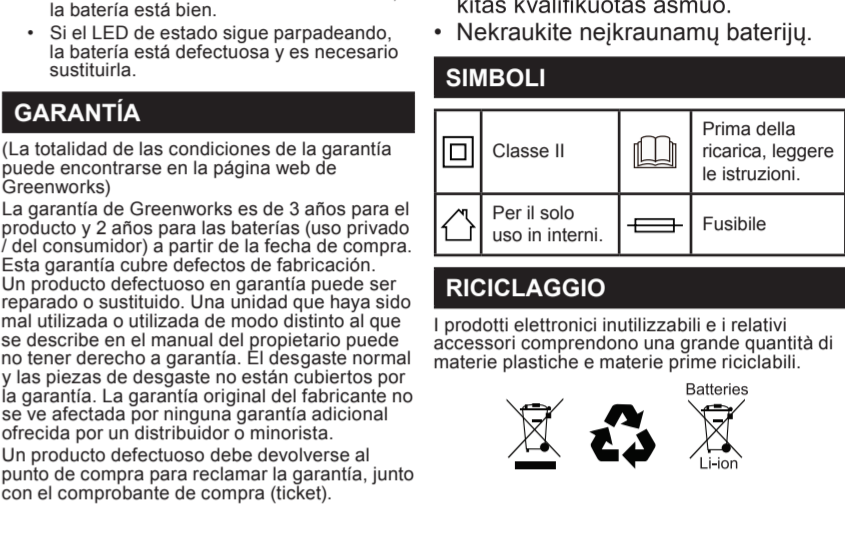 la batería está bien.
• Si el LED de estado sigue parpadeando,
la batería está defectuosa y es necesario
sustituirla.
GARANTÍA
(La totalidad de las condiciones de la garantía
puede encontrarse en la página web de
Greenworks)
La garantía de Greenworks es de 3 años para el
producto y 2 años para las baterías (uso privado
/ del consumidor) a partir de la fecha de compra.
Esta garantía cubre defectos de fabricación.
Un producto defectuoso en garantía puede ser
reparado o sustituido. Una unidad que haya sido
mal utilizada o utilizada de modo distinto al que
se describe en el manual del propietario puede
no tener derecho a garantía. El desgaste normal
y las piezas de desgaste no están cubiertos por
la garantía. La garantía original del fabricante no
se ve afectada por ninguna garantía adicional
ofrecida por un distribuidor o minorista.
Un producto defectuoso debe devolverse al
punto de compra para reclamar la garantía, junto
con el comprobante de compra (ticket).
kitas kvalifikuotas asmuo.
• Nekraukite neįkraunamų baterijų.
SIMBOLI
Classe II
Prima della
ricarica, leggere
le istruzioni.
Per il solo
uso in interni.
Fusibile
RICICLAGGIO
I prodotti elettronici inutilizzabili e i relativi
accessori comprendono una grande quantità di
materie plastiche e materie prime riciclabili.
Batteries
Li-ion